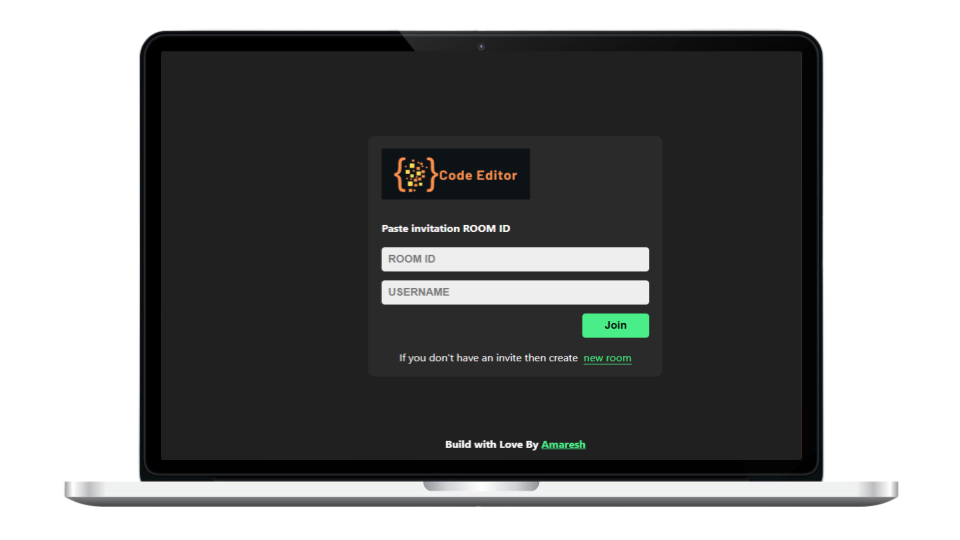 Code Editor
Paste invitation ROOM ID
ROOM ID
USERNAME
Join
If you don't have an invite then create new room
Build with Love By Amaresh